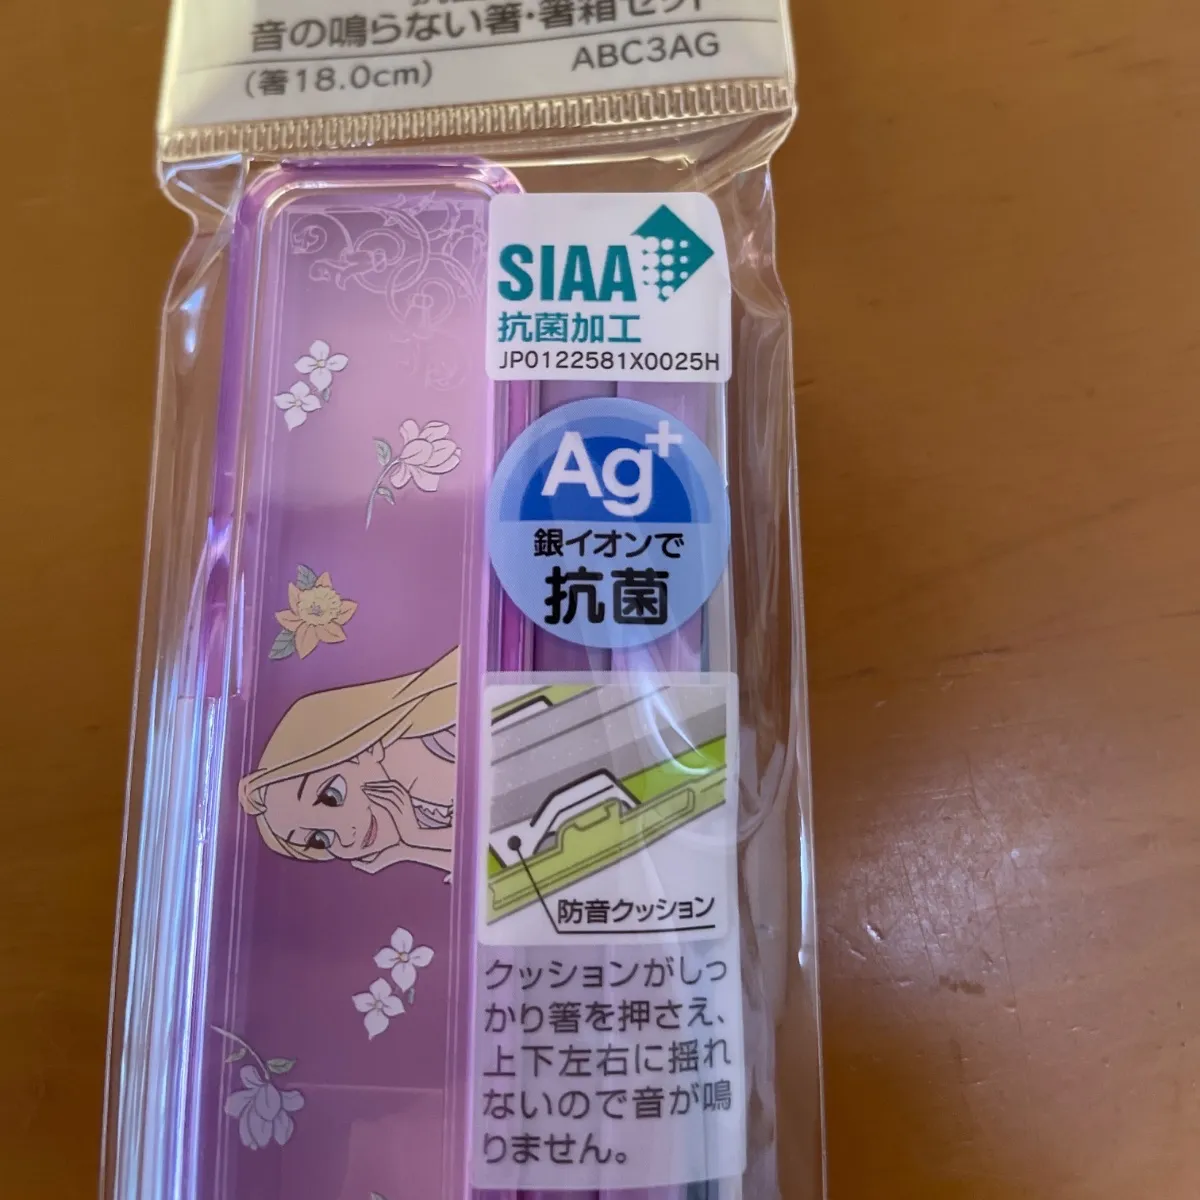 音の鳴らない箸・箸箱セット
(箸18.0cm)
ABC3AG
SIAA
抗菌加工
JP0122581X0025H
Ag+
銀イオンで
抗菌
防音クッション
クッションがしっ
かり箸を押さえ、
上下左右に揺れ
ないので音が鳴
りません。